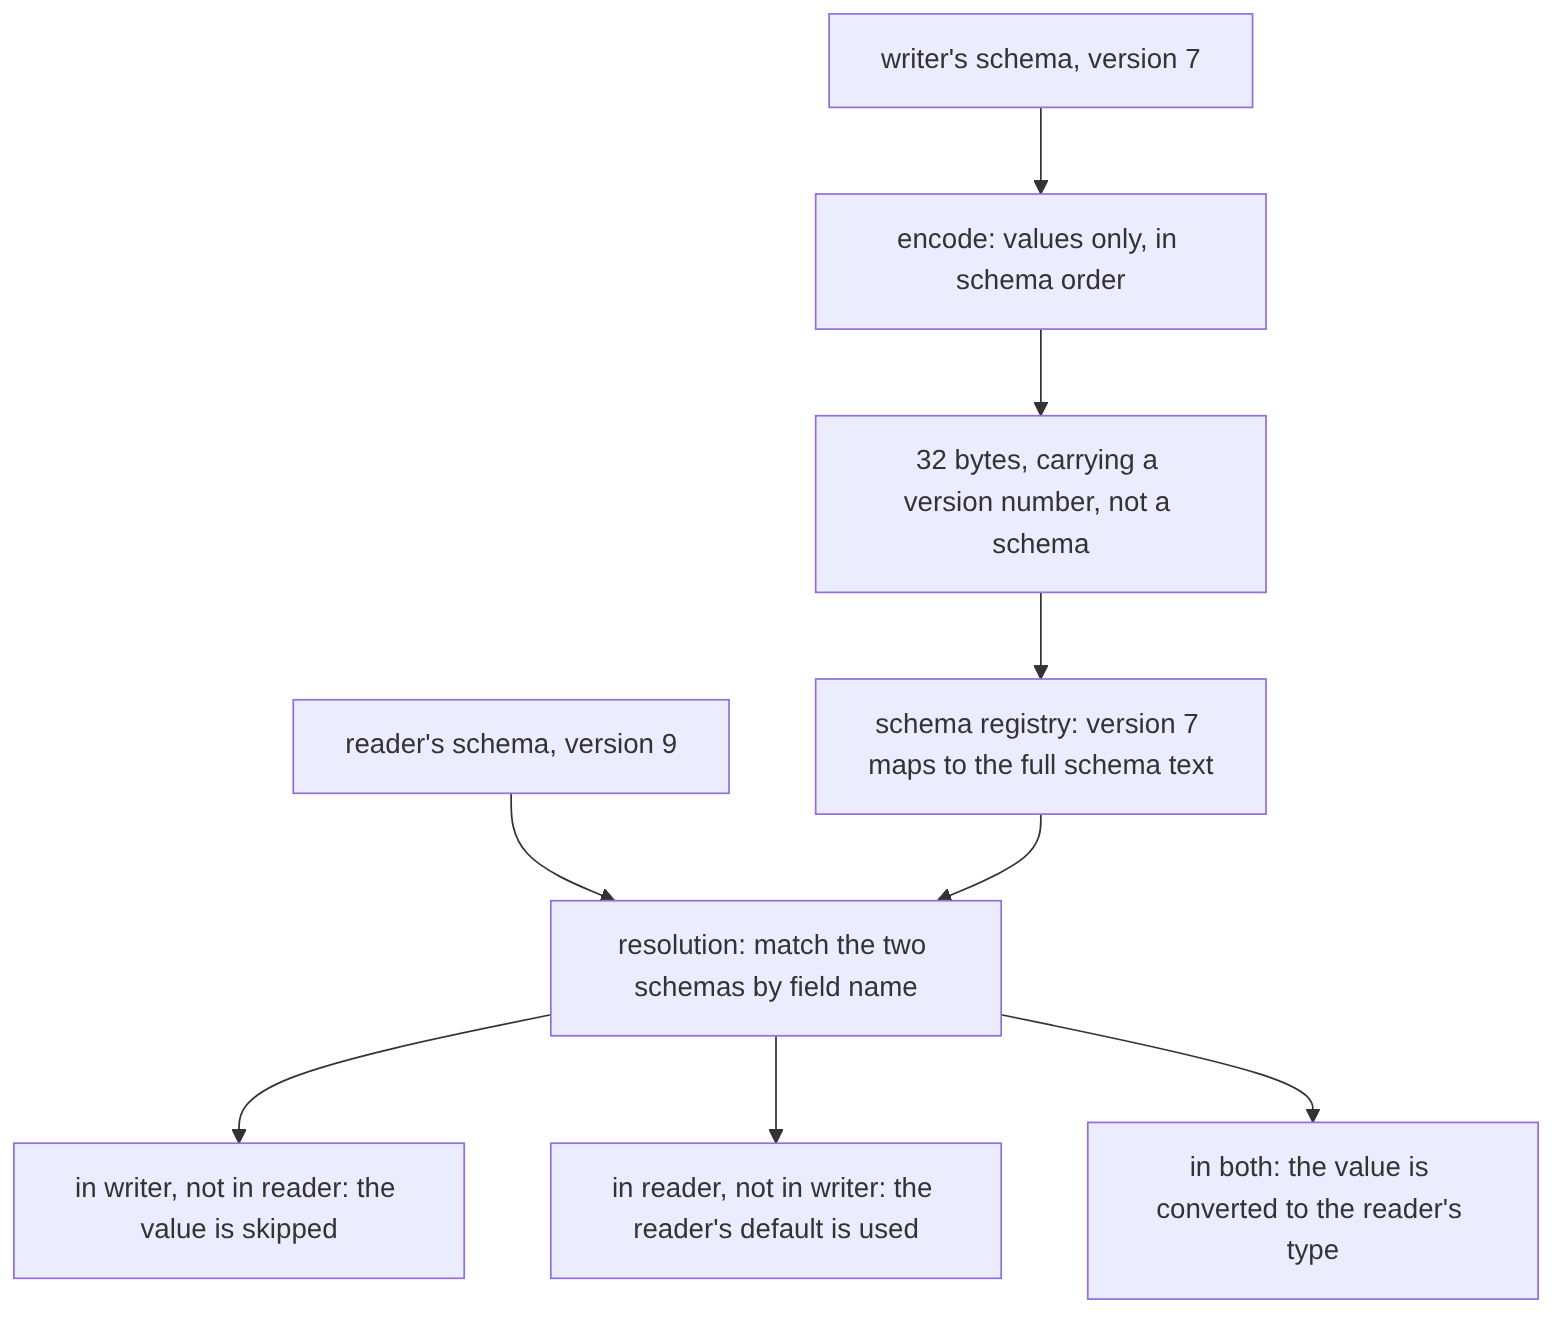 writer's schema, version 7
encode: values only, in
schema order
32 bytes, carrying a
version number, not a
schema
reader's schema, version 9
schema registry: version 7
maps to the full schema text
resolution: match the two
schemas by field name
in writer, not in reader: the
value is skipped
in reader, not in writer: the
reader's default is used
in both: the value is
converted to the reader's
type